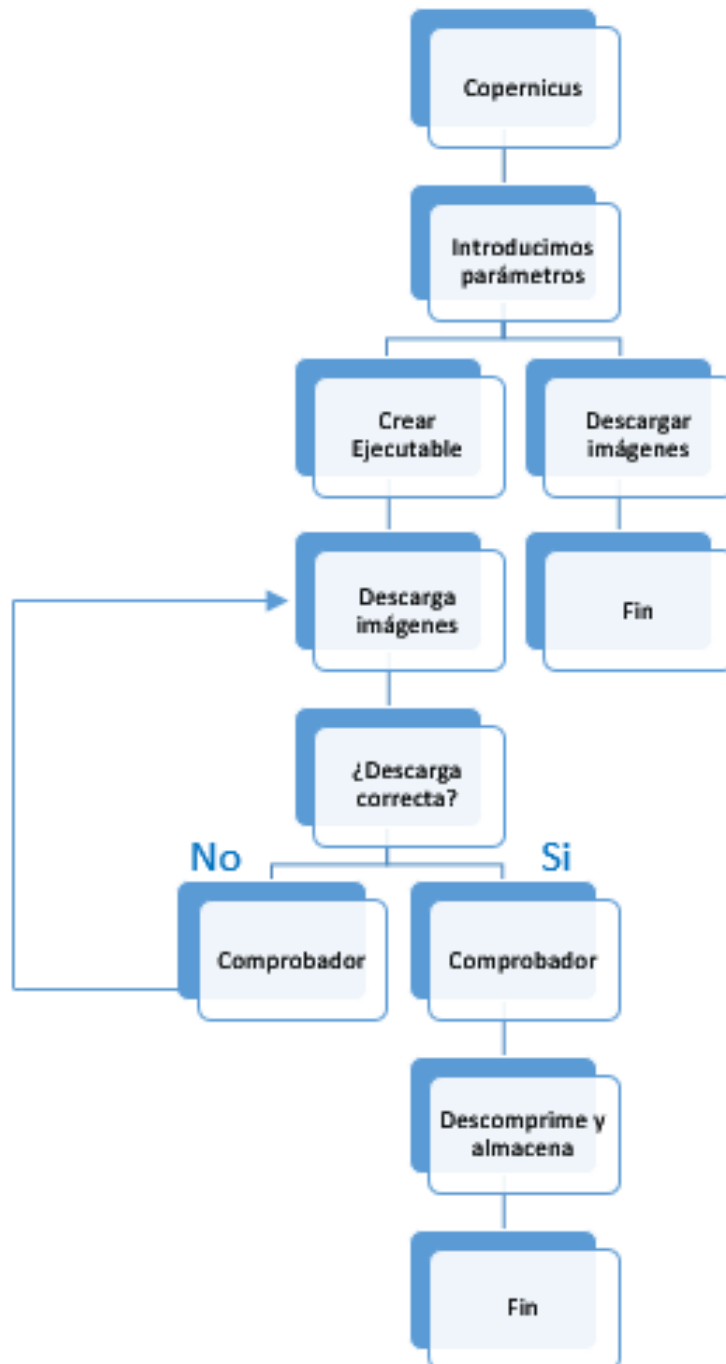 Copernicus
Introducimos
parámetros
Crear
Ejecutable
Descargar
imágenes
Descarga
imágenes
Fin
¿Descarga
correcta?
No
Si
Comprobador
Comprobador
Descomprime y
almacena
Fin